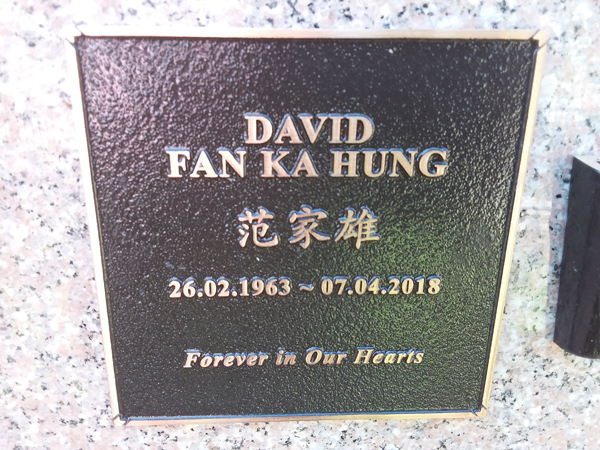 DAVID
FAN KA HUNG
范家雄
26.02.1963 ~ 07.04.2018
Forever in Our Hearts